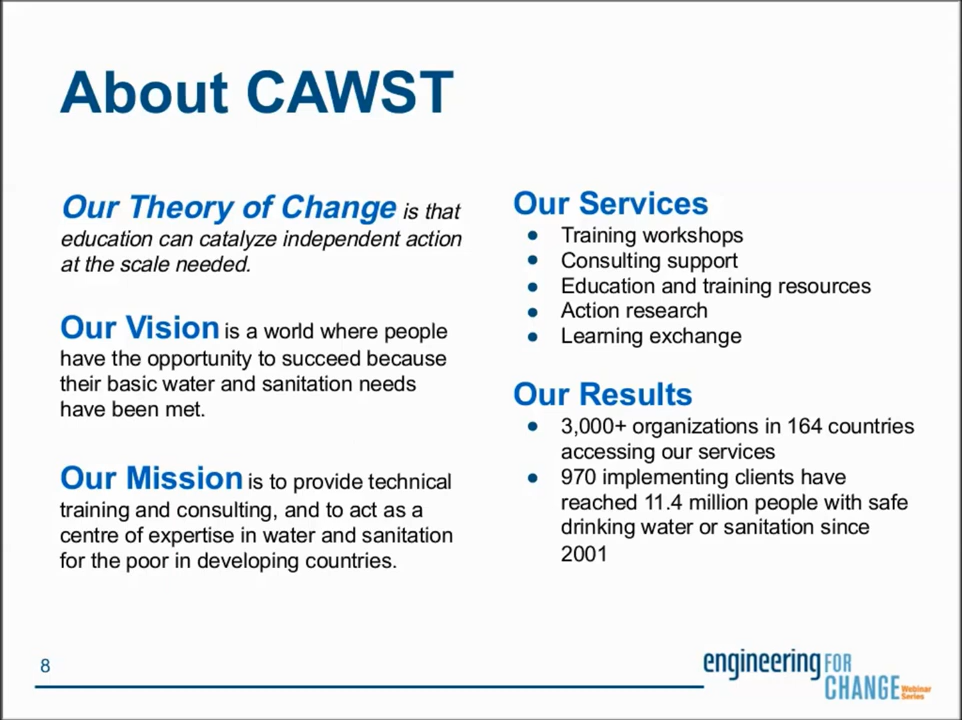 About CAWST
Our Theory of Change is that
education can catalyze independent action
at the scale needed.
Our Vision is a world where people
have the opportunity to succeed because
their basic water and sanitation needs
have been met.
Our Mission is to provide technical
training and consulting, and to act as a
centre of expertise in water and sanitation
for the poor in developing countries.
Our Services
● Training workshops
● Consulting support
● Education and training resources
● Action research
● Learning exchange
Our Results
● 3,000+ organizations in 164 countries
accessing our services
● 970 implementing clients have
reached 11.4 million people with safe
drinking water or sanitation since
2001
8
engineering FOR
CHANGE Webinar
Series